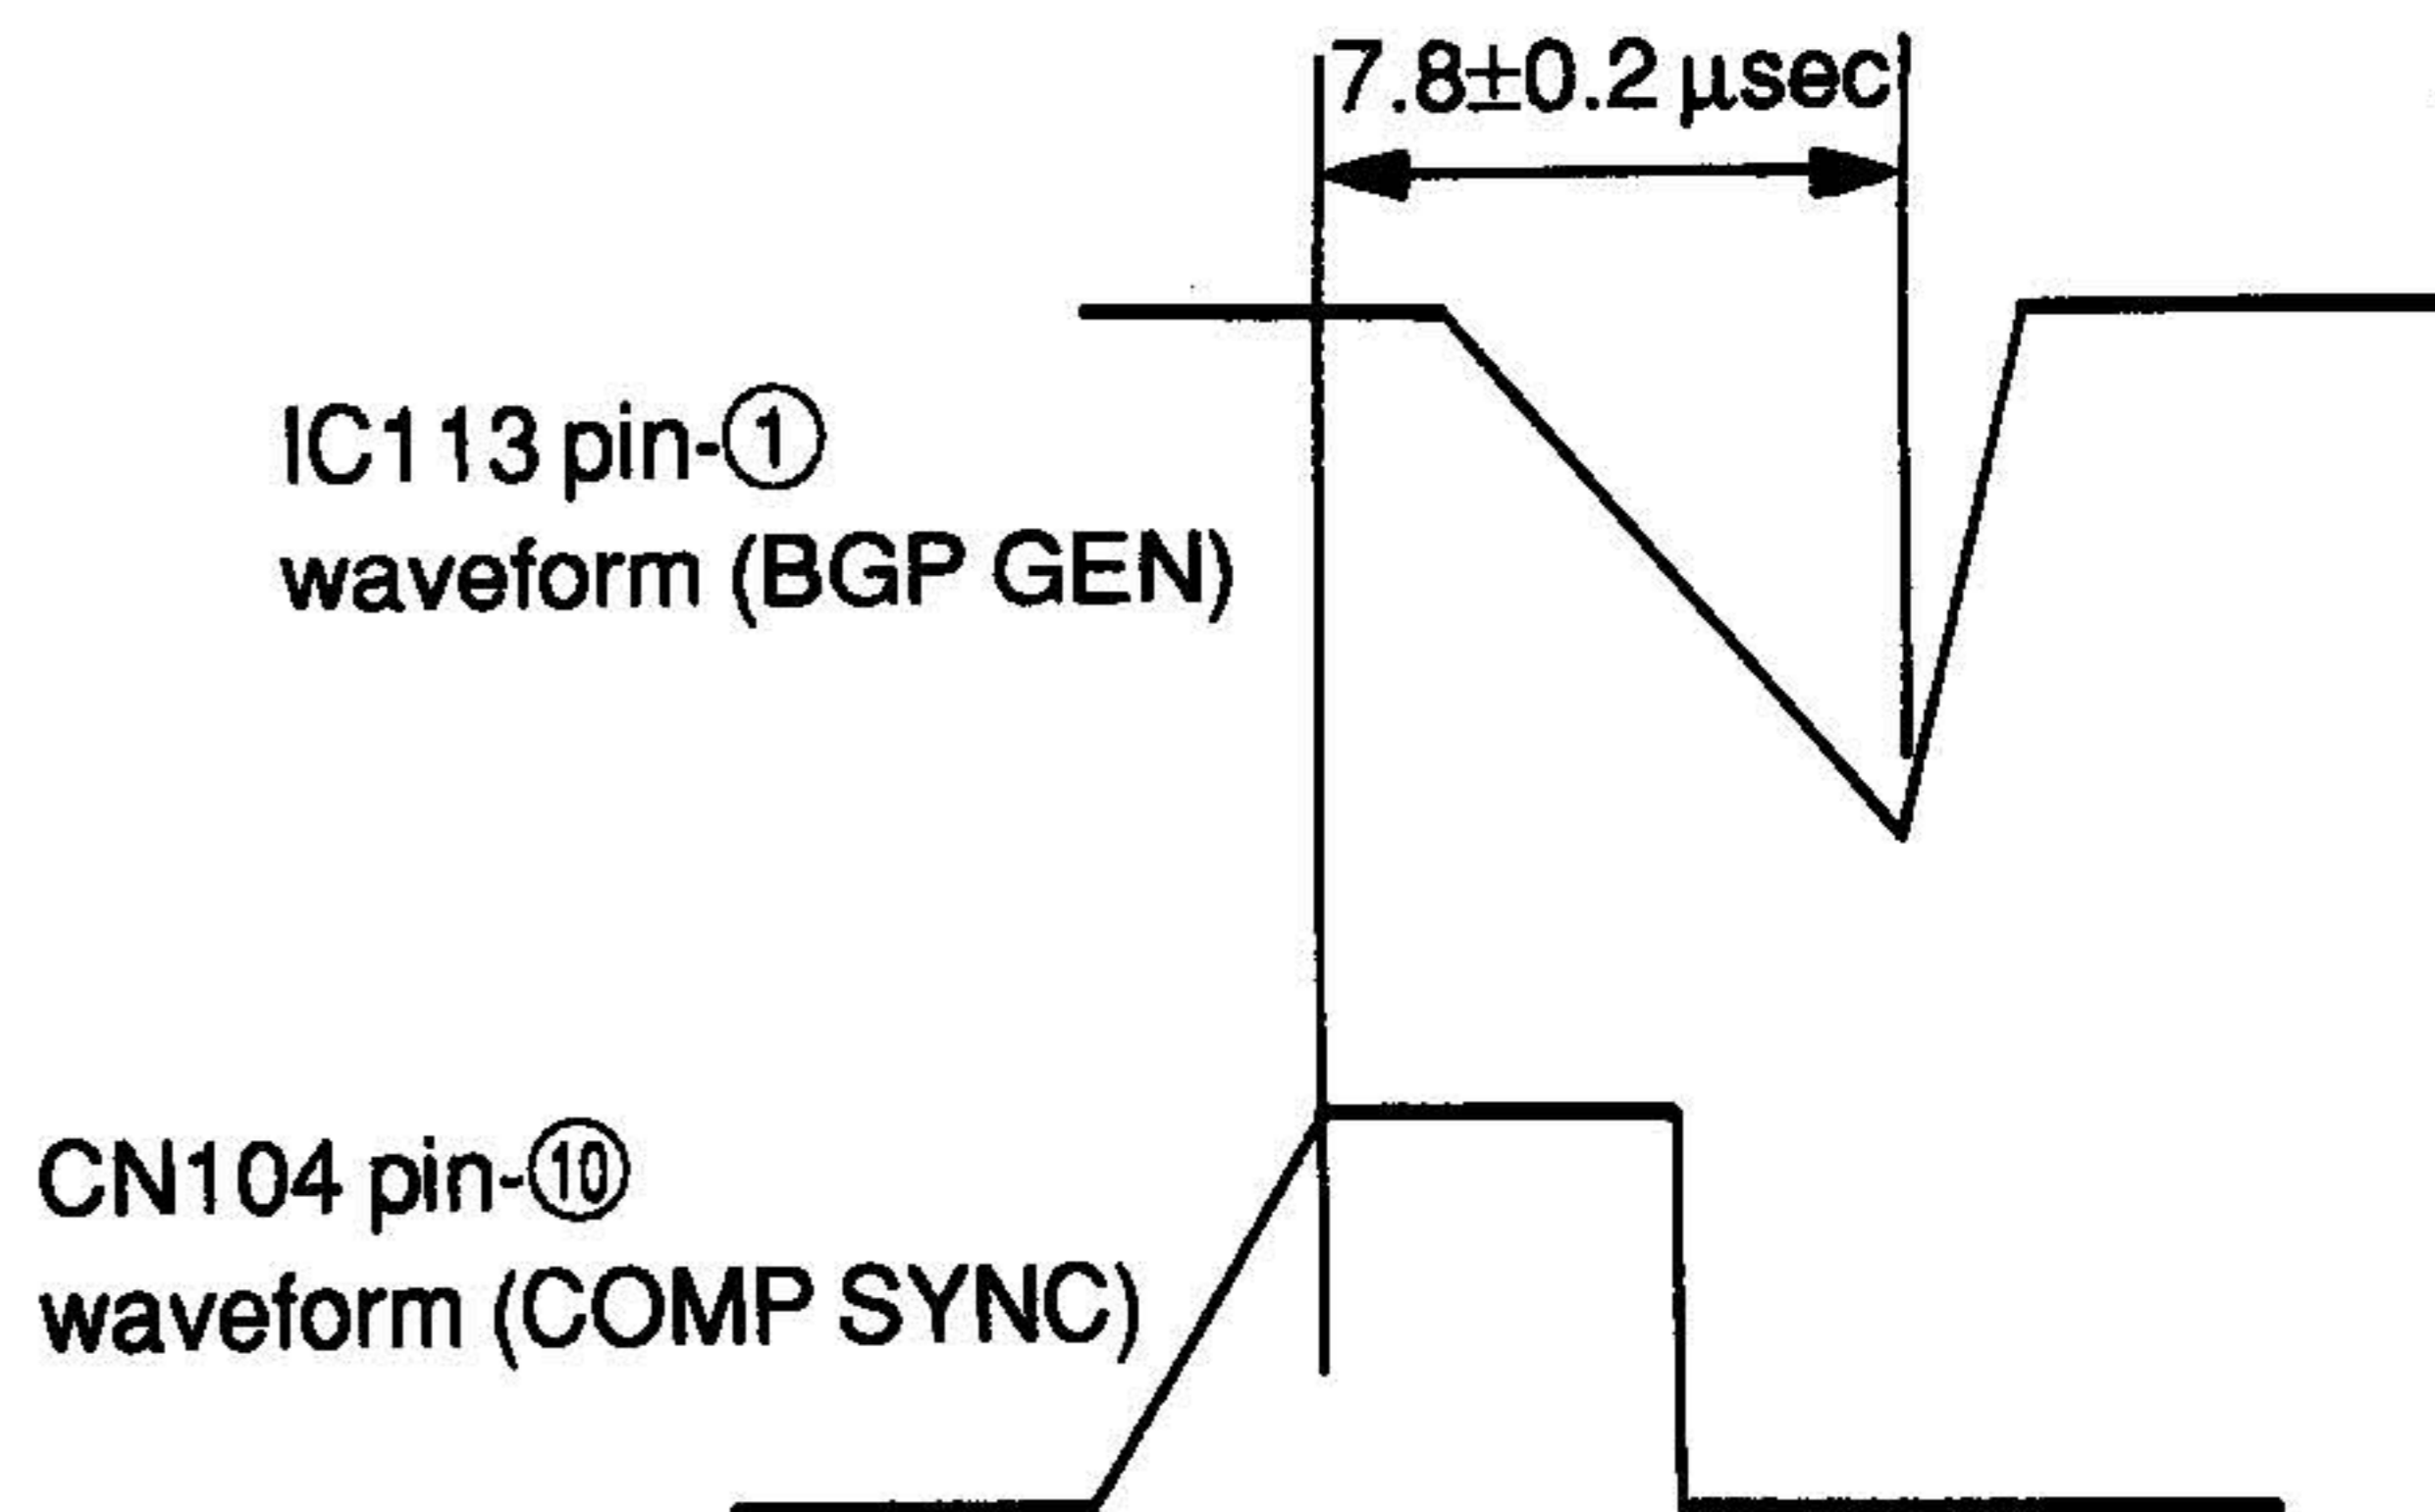 7.8±0.2 µsec
IC113 pin-①
waveform (BGP GEN)
CN104 pin-⑩
waveform (COMP SYNC)